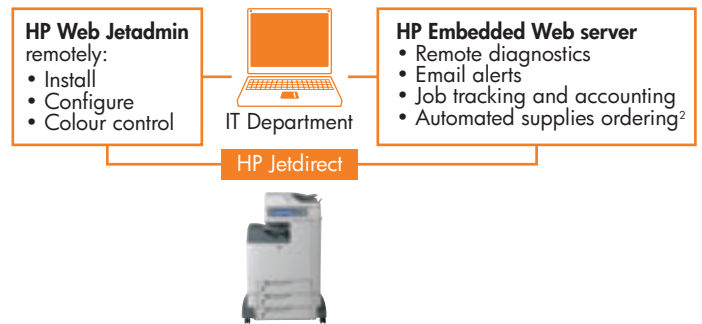 HP Web Jetadmin
remotely:
• Install
• Configure
• Colour control
IT Department
HP Embedded Web server
• Remote diagnostics
• Email alerts
• Job tracking and accounting
• Automated supplies ordering²
HP Jetdirect